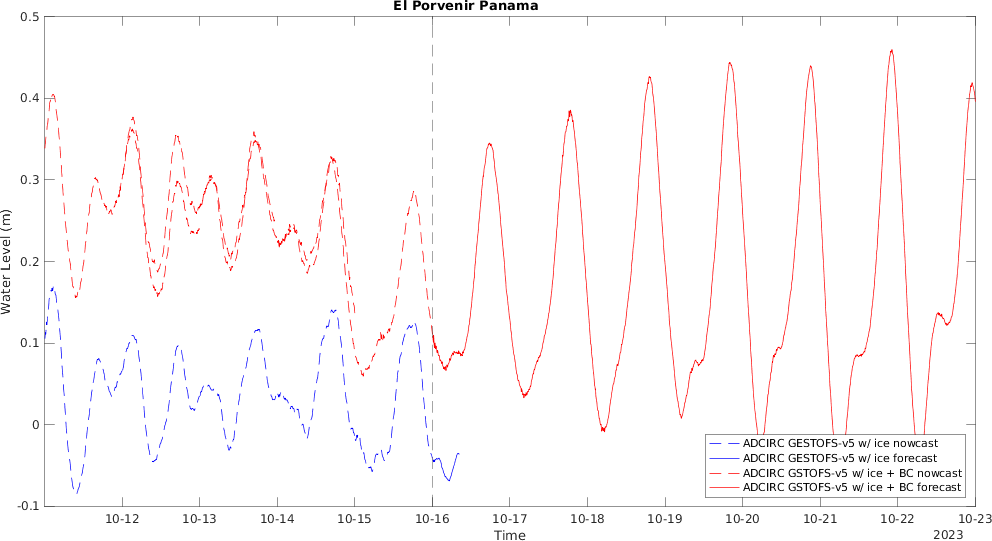 El Porvenir Panama
Water Level (m)
0.5
0.4
0.3
0.2
0.1
0
-0.1
10-12 10-13 10-14 10-15 10-16 10-17 10-18 10-19 10-20 10-21 10-22 10-23
Time
2023
ADCIRC GESTOFS-v5 w/ ice nowcast
ADCIRC GESTOFS-v5 w/ ice forecast
ADCIRC GSTOFS-v5 w/ ice + BC nowcast
ADCIRC GSTOFS-v5 w/ ice + BC forecast